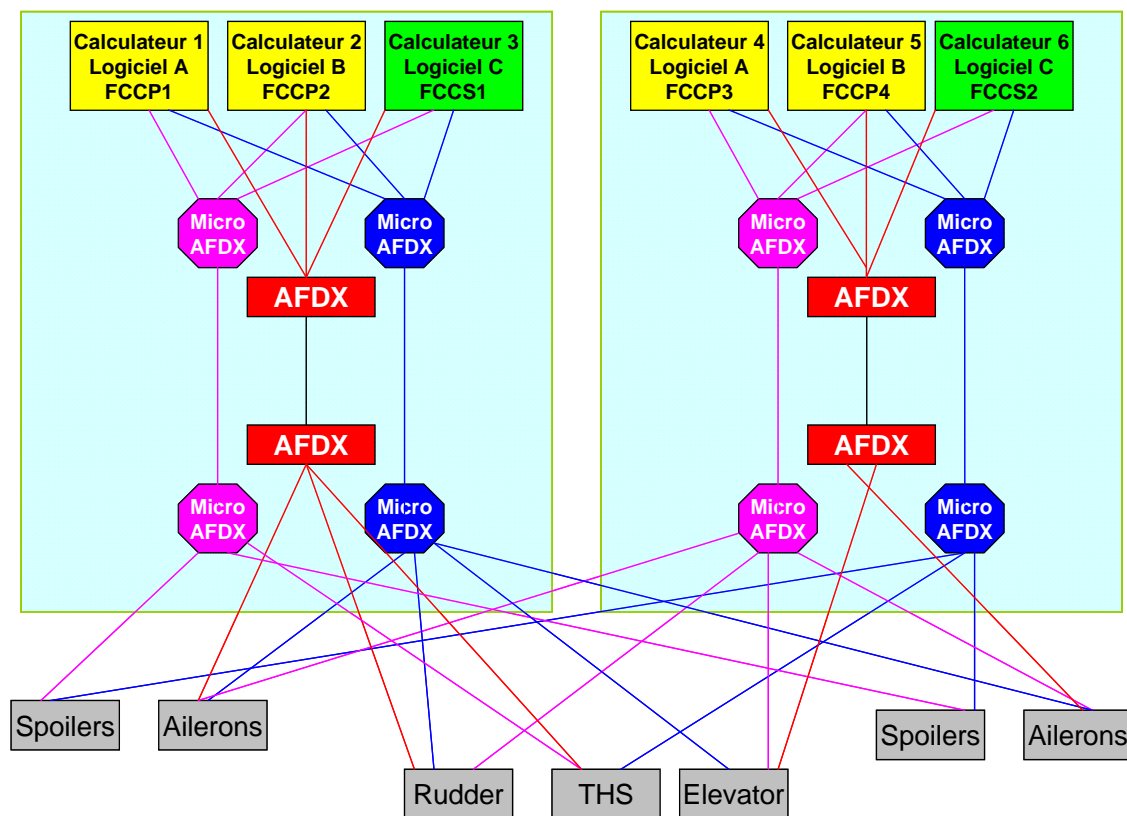 Calculateur 1
Logiciel A
FCCP1
Calculateur 2
Logiciel B
FCCP2
Calculateur 3
Logiciel C
FCCS1
Calculateur 4
Logiciel A
FCCP3
Calculateur 5
Logiciel B
FCCP4
Calculateur 6
Logiciel C
FCCS2
Micro
AFDX
Micro
AFDX
Micro
AFDX
Micro
AFDX
AFDX
AFDX
AFDX
AFDX
Micro
AFDX
Micro
AFDX
Micro
AFDX
Micro
AFDX
Spoilers
Ailerons
Spoilers
Ailerons
Rudder
THS
Elevator